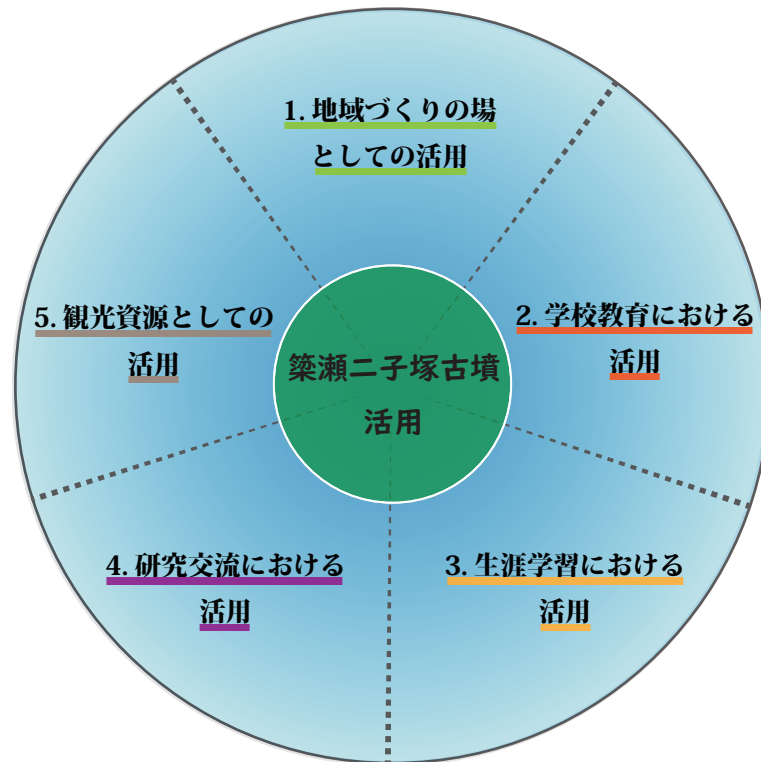 1. 地域づくりの場
としての活用
2. 学校教育における
活用
3. 生涯学習における
活用
4. 研究交流における
活用
5. 観光資源としての
活用
簗瀬二子塚古墳
活用